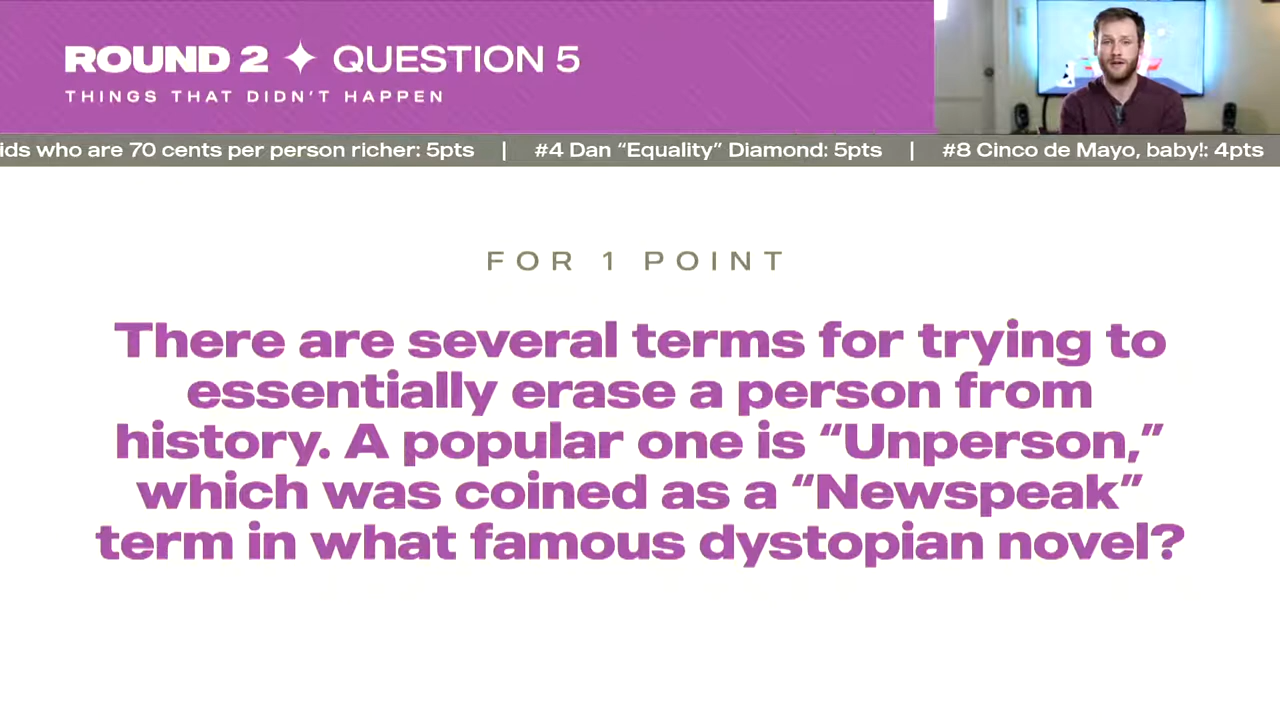 ROUND 2 ✦ QUESTION 5
THINGS THAT DIDN'T HAPPEN
ids who are 70 cents per person richer: 5pts | #4 Dan “Equality” Diamond: 5pts | #8 Cinco de Mayo, baby!: 4pts
FOR 1 POINT
There are several terms for trying to
essentially erase a person from
history. A popular one is “Unperson,”
which was coined as a “Newspeak”
term in what famous dystopian novel?